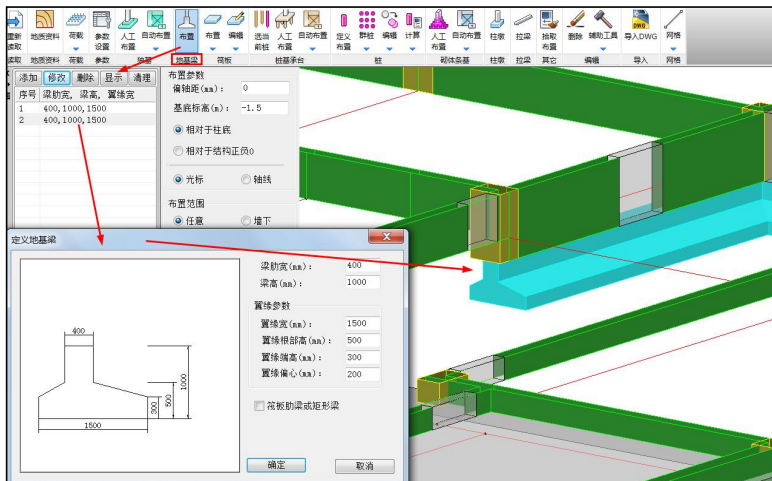 重新 地质资料 荷载 参数 人工 自动布置 布置 布置 编辑 选当 人工 自动布置 定义 群桩 编辑 计算 人工 自动布置 柱墩 拉梁 抽取 删除 辅助工具 导入DWG 网格
读取 设置 布置 前桩 布置 布置 布置 布置
读取 地质资料 荷载 参数 独基 地基梁 筏板 桩基承台 桩 砌体条基 柱墩 拉梁 其它 编辑 导入 网格
添加 修改 删除 显示 清理
序号 梁肋宽, 梁高, 翼缘宽
1 400,1000,1500
2 400,1000,1500
布置参数
偏轴距(mm): 0
基底标高(m): -1.5
相对于柱底
相对于结构正负0
光标 轴线
布置范围
任意 墙下
定义地基梁
梁肋宽(mm): 400
梁高(mm): 1000
翼缘参数
翼缘宽(mm): 1500
翼缘根部高(mm): 500
翼缘端高(mm): 300
翼缘偏心(mm): 200
筏板肋梁或矩形梁
400
1000
500
300
1500
确定 取消